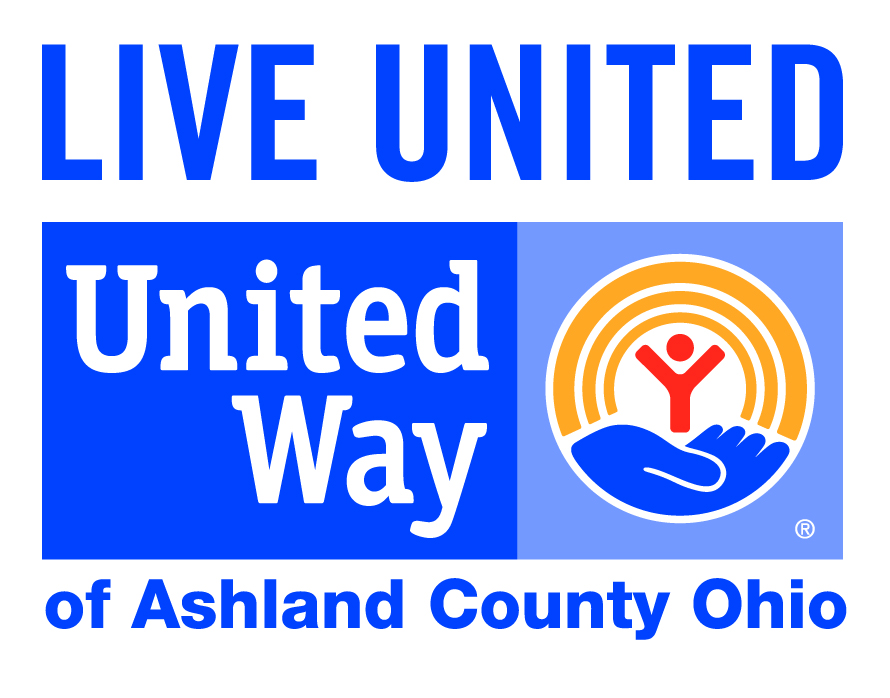 LIVE UNITED
United
Way
®
of Ashland County Ohio